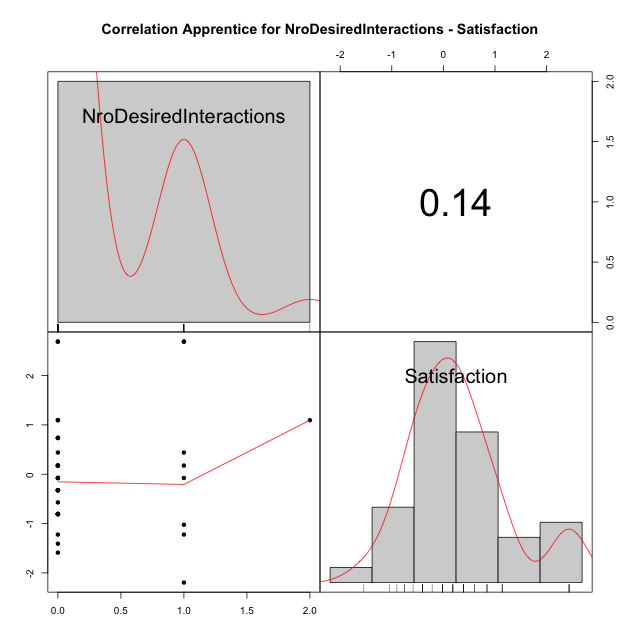 Correlation Apprentice for NroDesiredInteractions - Satisfaction
-2 -1 0 1 2
NroDesiredInteractions
0.14
2.0
1.5
1.0
0.5
0.0
Satisfaction
2
1
0
-1
-2
0.0 0.5 1.0 1.5 2.0